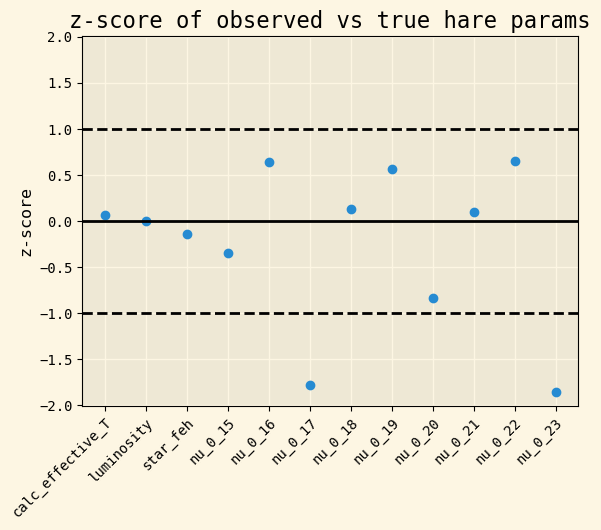 z-score of observed vs true hare params
2.0
1.5
1.0
0.5
0.0
−0.5
−1.0
−1.5
−2.0
z-score
calc_effective_T
luminosity
star_feh
nu_0_15
nu_0_16
nu_0_17
nu_0_18
nu_0_19
nu_0_20
nu_0_21
nu_0_22
nu_0_23